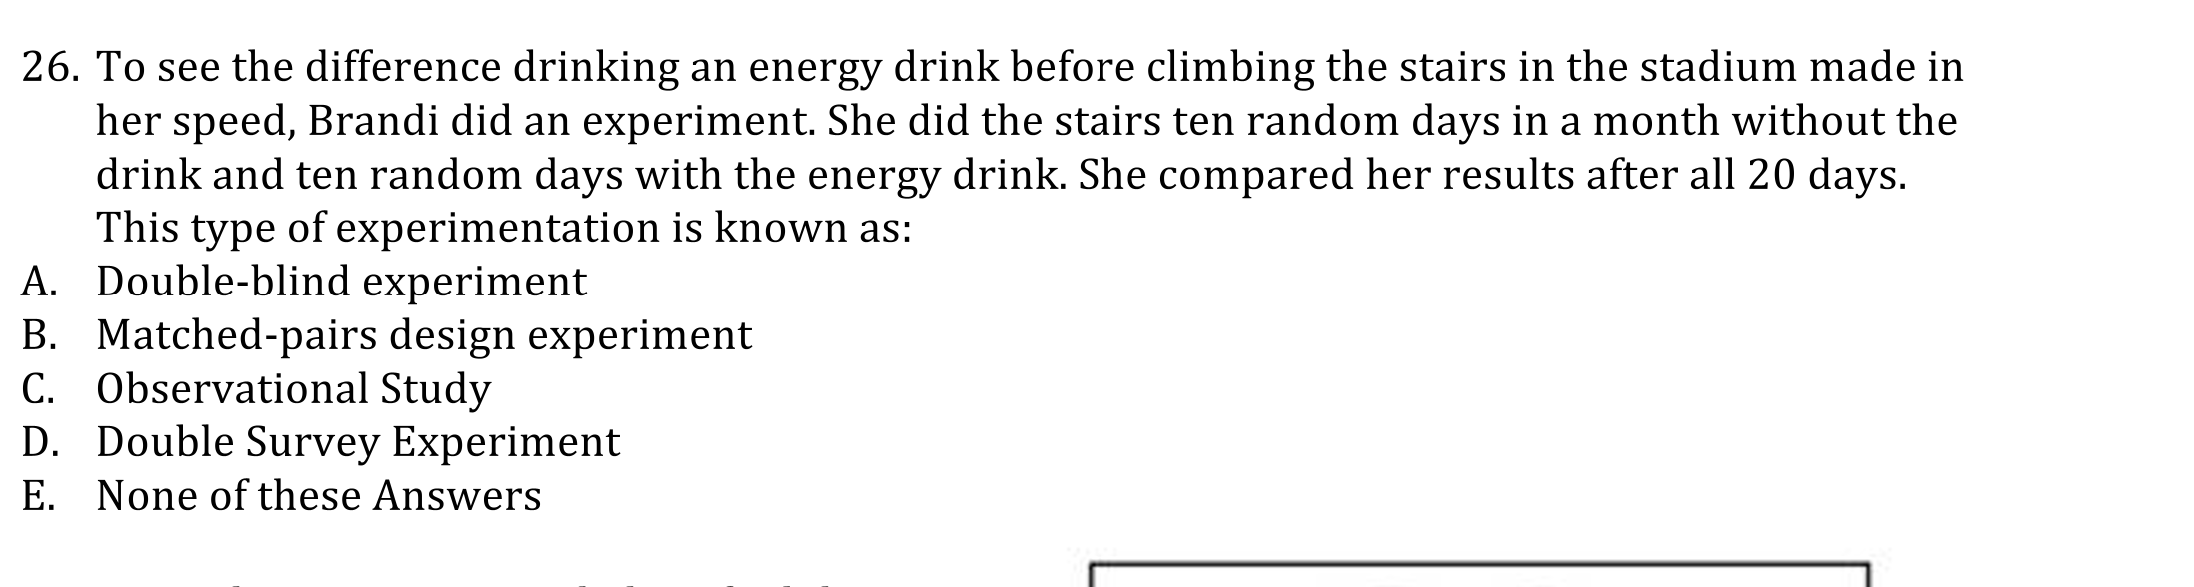 26. To see the difference drinking an energy drink before climbing the stairs in the stadium made in
her speed, Brandi did an experiment. She did the stairs ten random days in a month without the
drink and ten random days with the energy drink. She compared her results after all 20 days.
This type of experimentation is known as:
A. Double-blind experiment
B. Matched-pairs design experiment
C. Observational Study
D. Double Survey Experiment
E. None of these Answers